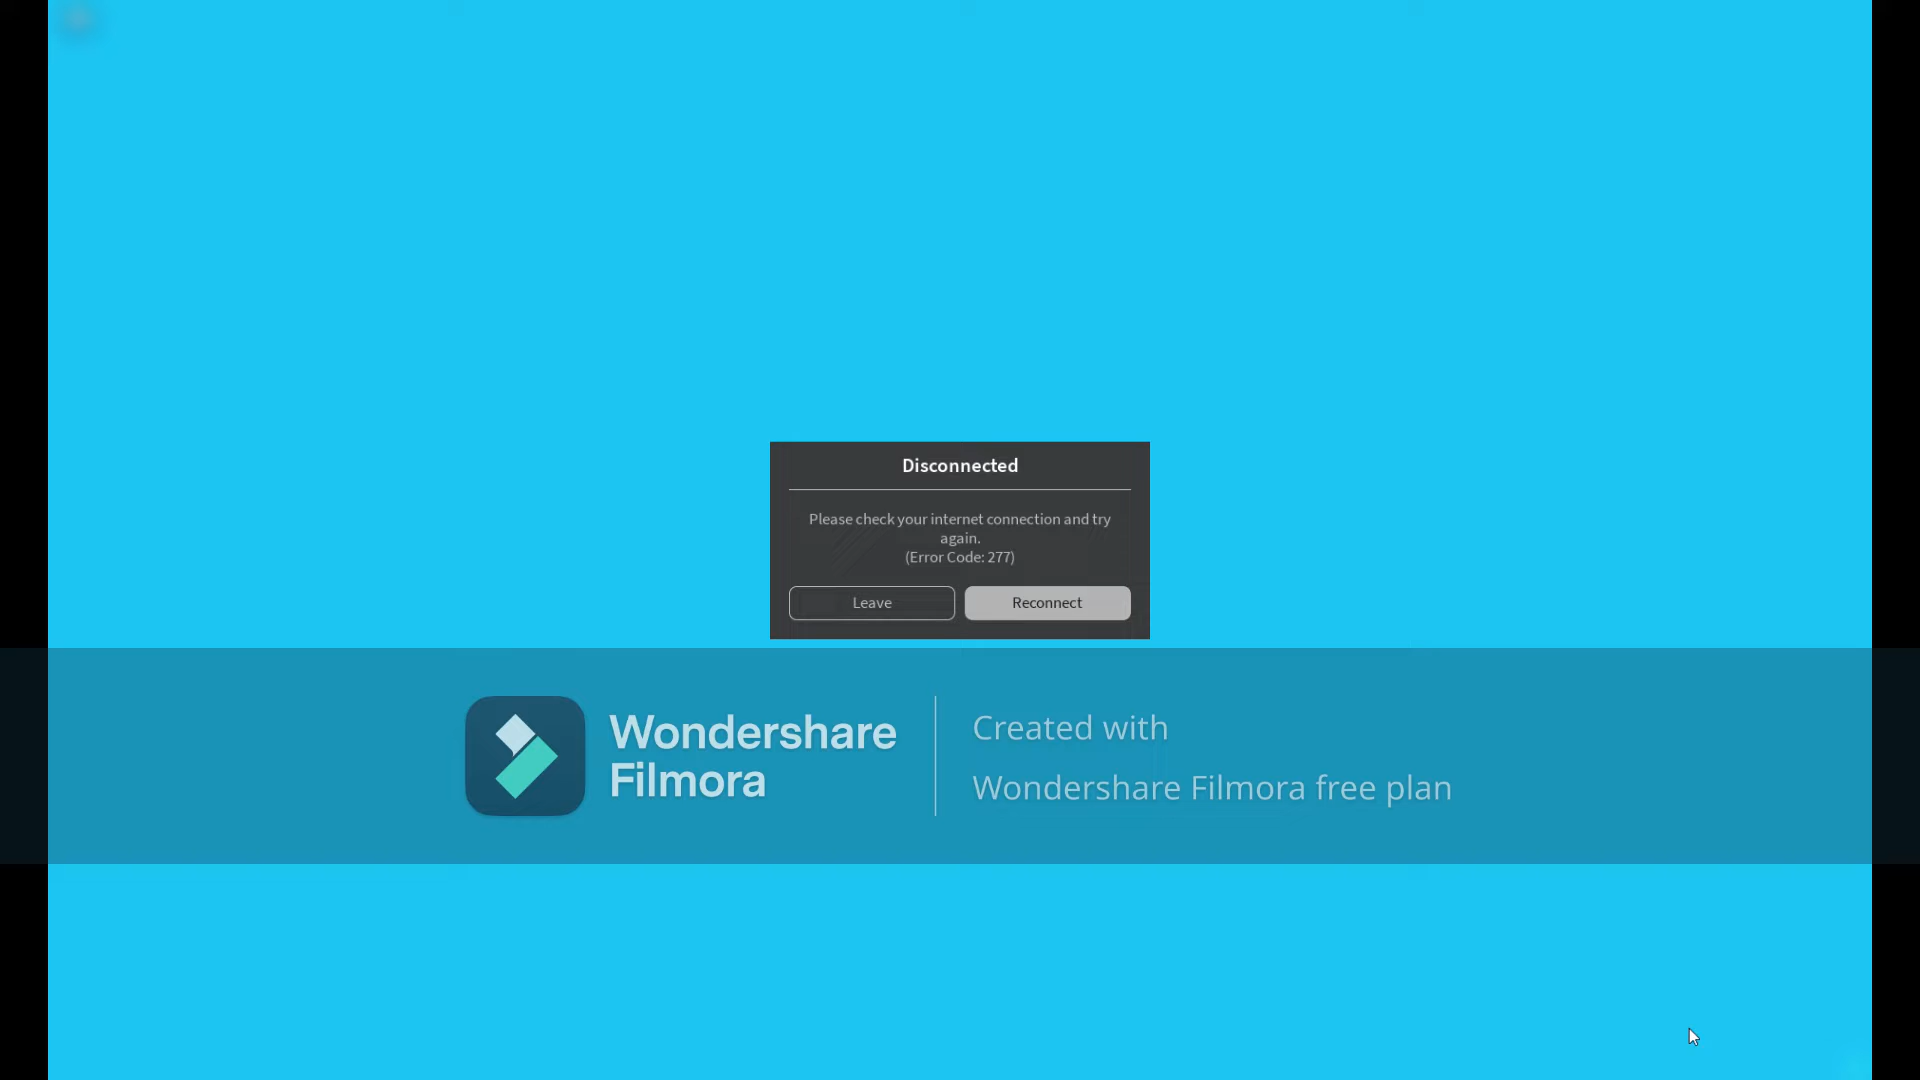 Disconnected
Please check your internet connection and try
again.
(Error Code: 277)
Leave
Reconnect
Wondershare
Filmora
Created with
Wondershare Filmora free plan